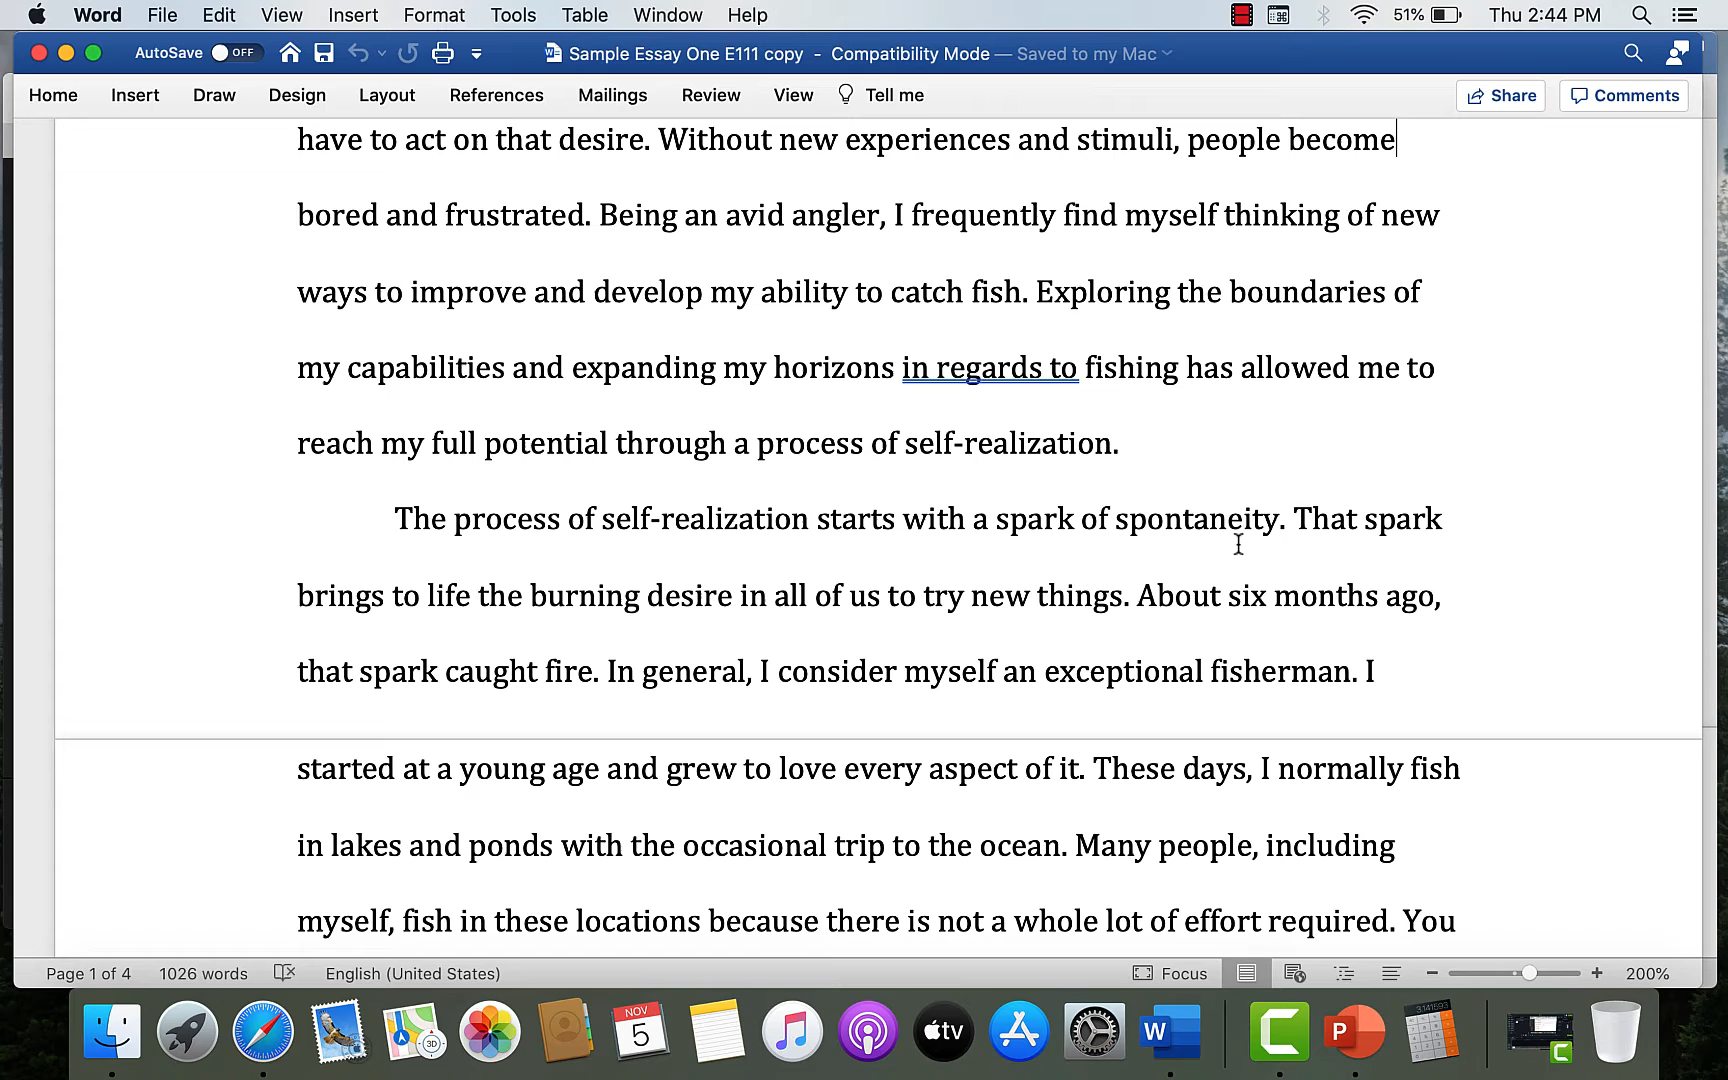 Word File Edit View Insert Format Tools Table Window Help 51% Thu 2:44 PM
AutoSave OFF Sample Essay One E111 copy - Compatibility Mode — Saved to my Mac
Home Insert Draw Design Layout References Mailings Review View Tell me Share Comments
have to act on that desire. Without new experiences and stimuli, people become
bored and frustrated. Being an avid angler, I frequently find myself thinking of new
ways to improve and develop my ability to catch fish. Exploring the boundaries of
my capabilities and expanding my horizons in regards to fishing has allowed me to
reach my full potential through a process of self-realization.
The process of self-realization starts with a spark of spontaneity. That spark
brings to life the burning desire in all of us to try new things. About six months ago,
that spark caught fire. In general, I consider myself an exceptional fisherman. I
started at a young age and grew to love every aspect of it. These days, I normally fish
in lakes and ponds with the occasional trip to the ocean. Many people, including
myself, fish in these locations because there is not a whole lot of effort required. You
Page 1 of 4 1026 words English (United States) Focus 200%
3D NOV 5 tv W C P 3.141593 C